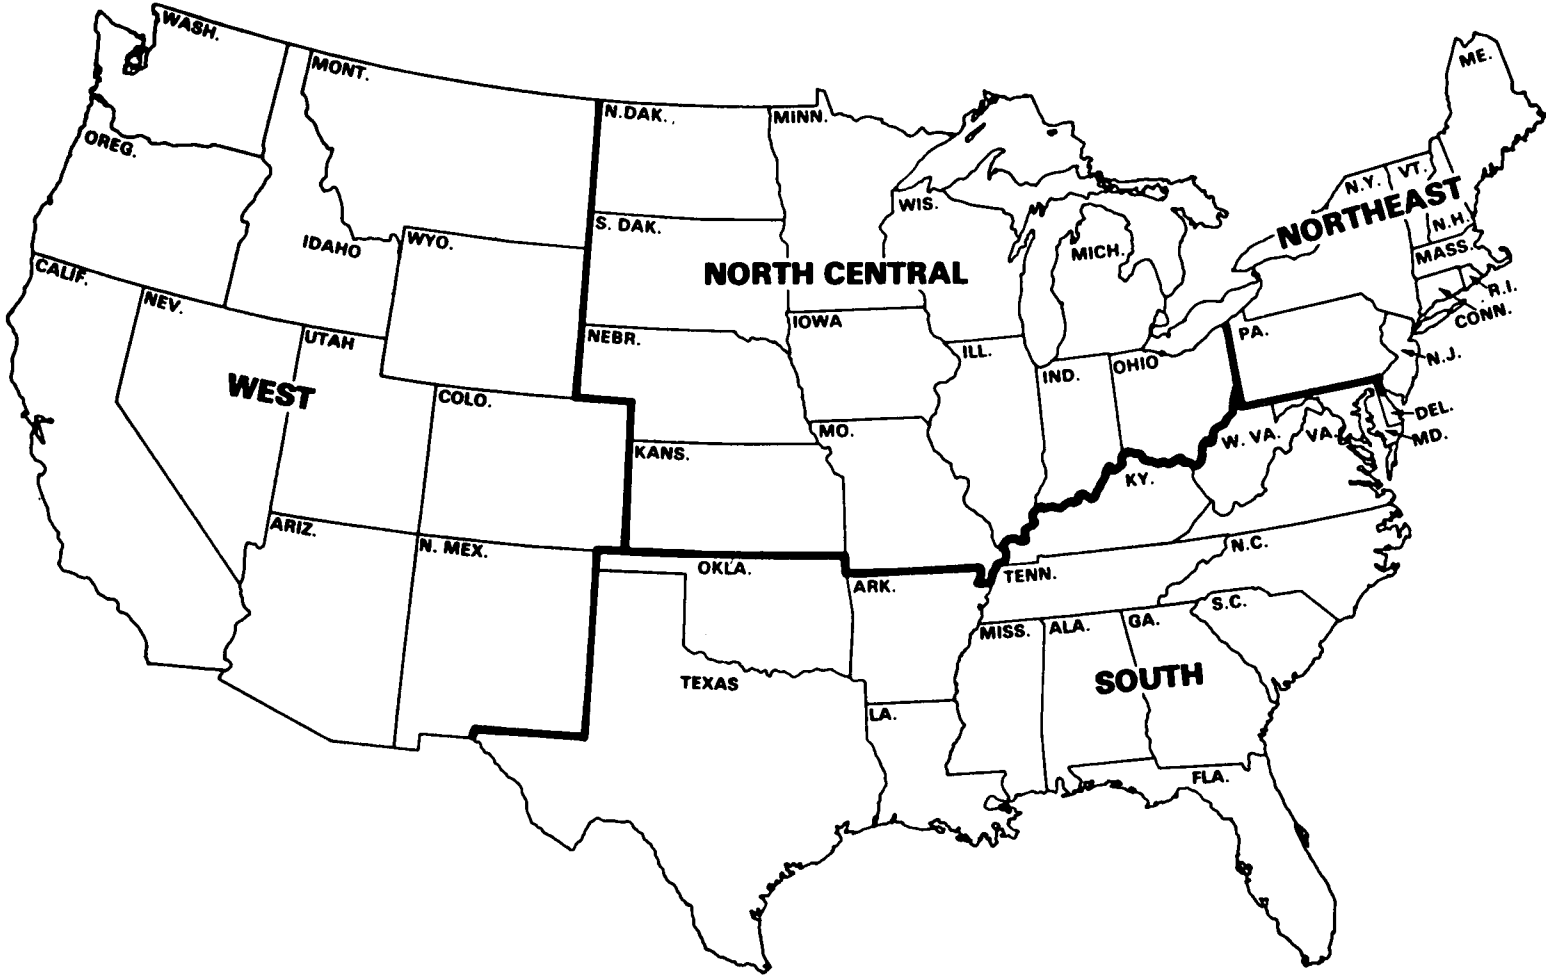 WASH.
MONT.
ME.
N.DAK.
MINN.
OREG.
VT.
N.Y.
WIS.
NORTHEAST
S. DAK.
N.H.
IDAHO
WYO.
MICH.
MASS.
CALIF.
NORTH CENTRAL
R.I.
NEV.
CONN.
IOWA
UTAH
NEBR.
PA.
ILL.
N.J.
OHIO
IND.
WEST
COLO.
DEL.
MO.
W. VA.
VA.
MD.
KANS.
KY.
ARIZ.
N. MEX.
N.C.
OKLA.
TENN.
ARK.
S.C.
MISS.
ALA.
GA.
TEXAS
SOUTH
LA.
FLA.